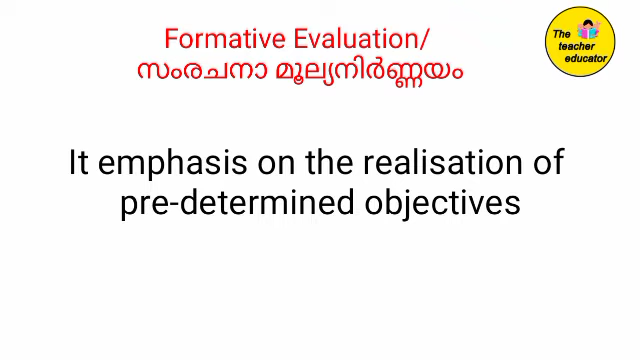 Formative Evaluation/
സംരചനാ മൂല്യനിർണ്ണയം
The
teacher
educator
It emphasis on the realisation of
pre-determined objectives